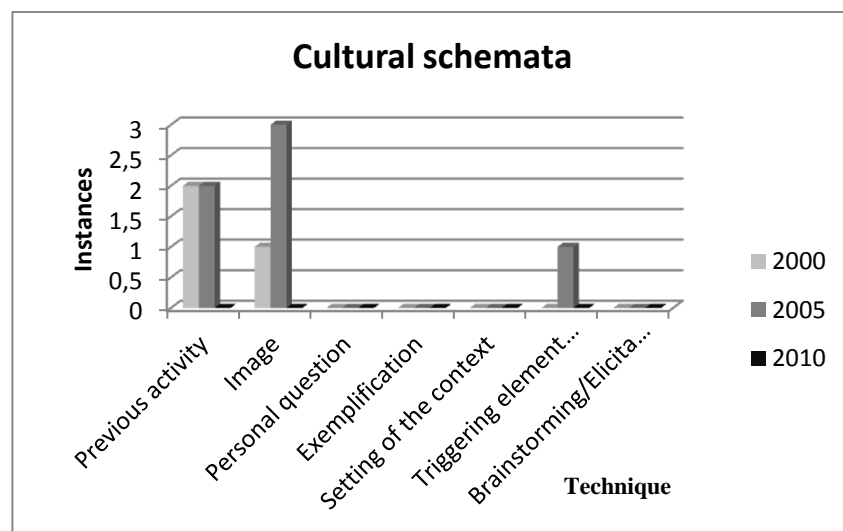 Cultural schemata
Instances
3
2,5
2
1,5
1
0,5
0
Previous activity
Image
Personal question
Exemplification
Setting of the context
Triggering element…
Brainstorming/Elicita…
Technique
2000
2005
2010